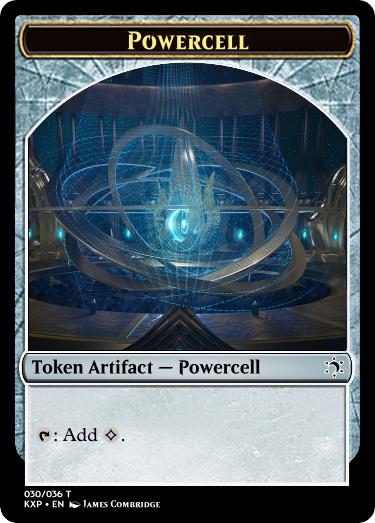 POWERCELL
Token Artifact — Powercell
: Add .
030/036 T
KXP • EN JAMES COMBRIDGE